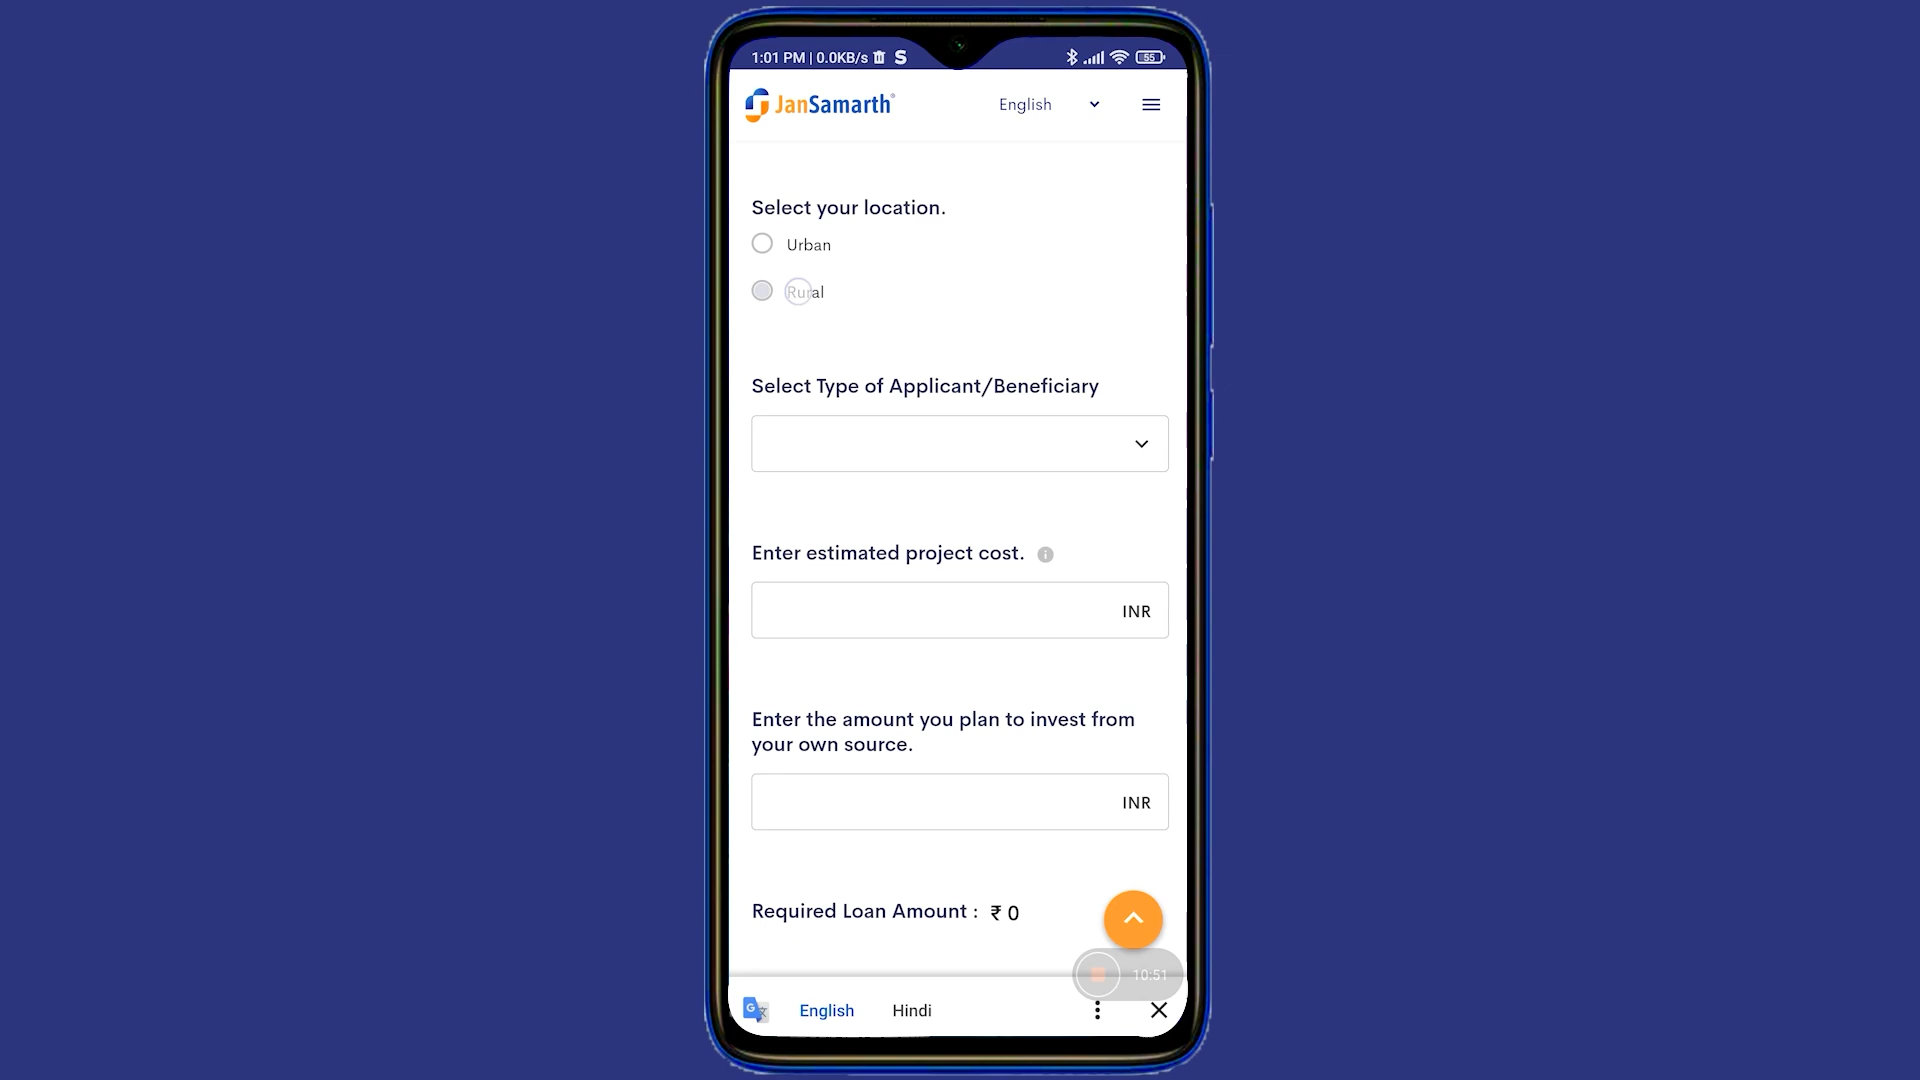 1:01 PM | 0.0KB/s S 55
JanSamarth®
English
Select your location.
Urban
Rural
Select Type of Applicant/Beneficiary
Enter estimated project cost.
INR
Enter the amount you plan to invest from
your own source.
INR
Required Loan Amount : ₹ 0
10:51
English Hindi